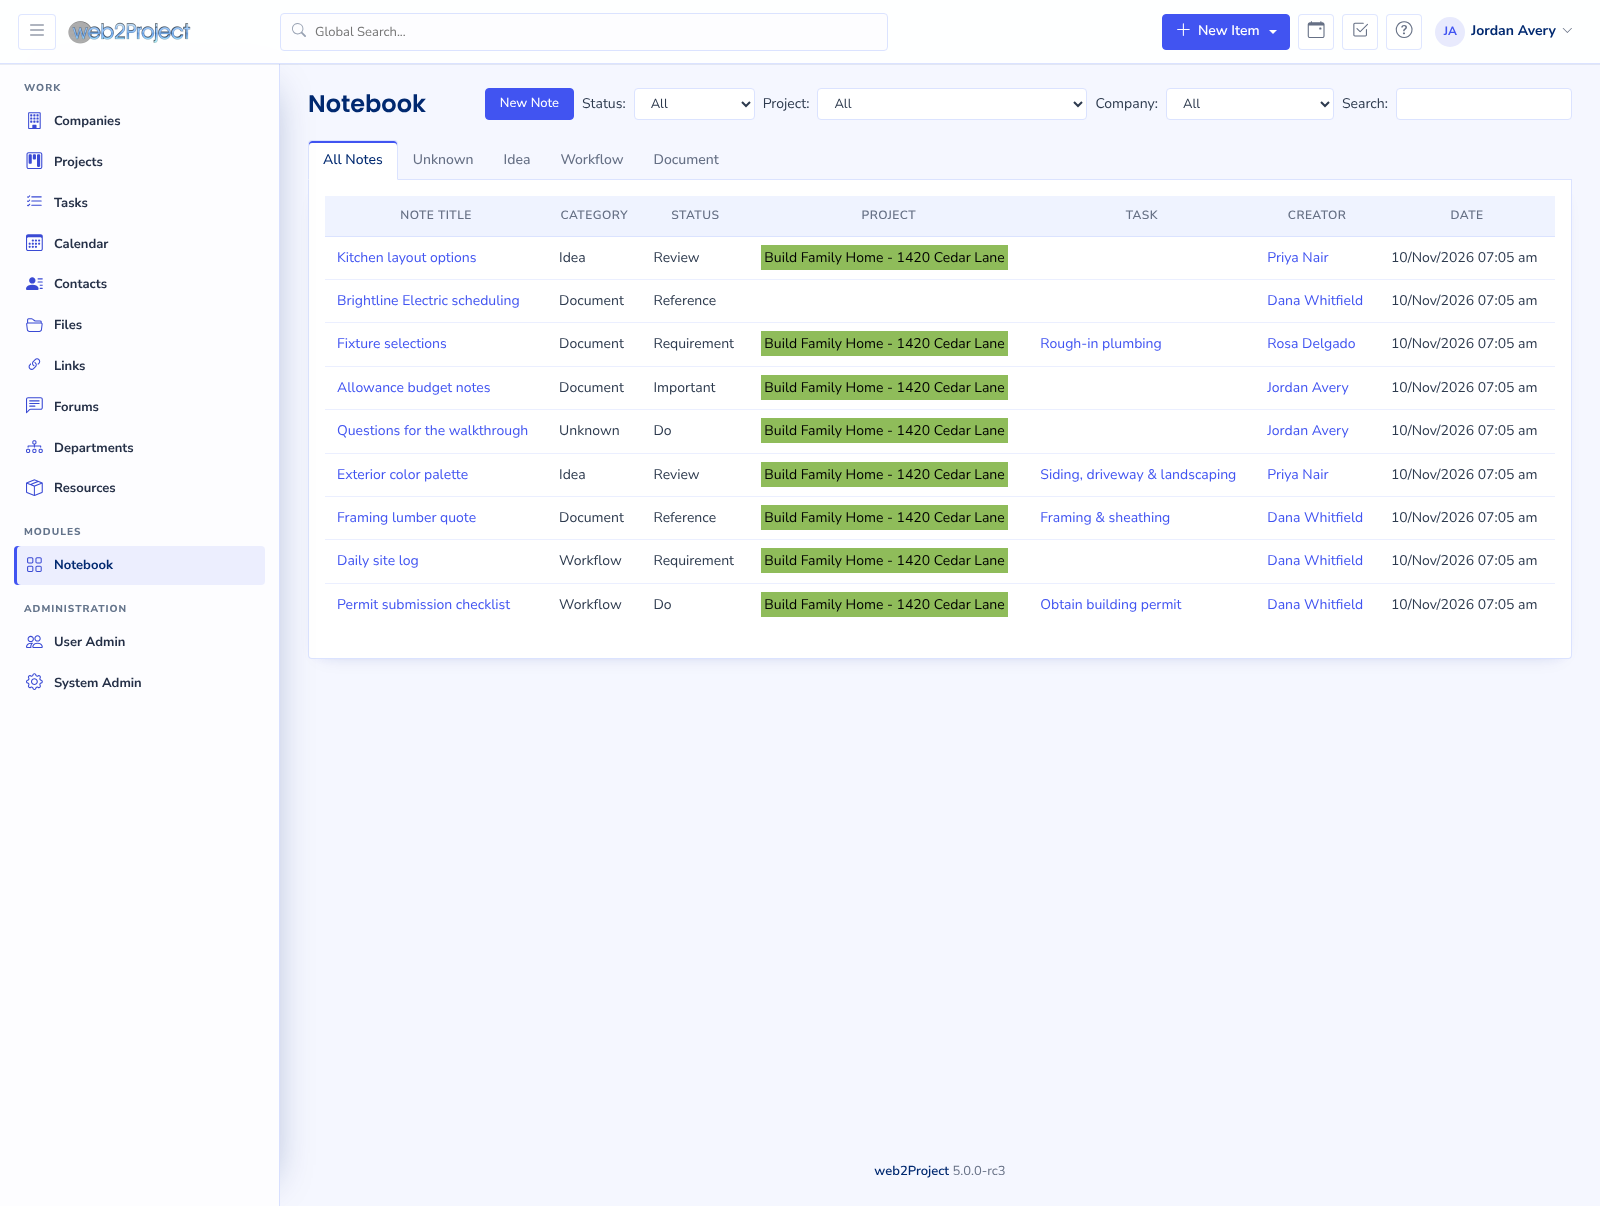 web2Project
Global Search...
New Item
JA
Jordan Avery
WORK
Companies
Projects
Tasks
Calendar
Contacts
Files
Links
Forums
Departments
Resources
MODULES
Notebook
ADMINISTRATION
User Admin
System Admin
Notebook
New Note Status: All Project: All Company: All Search:
All Notes Unknown Idea Workflow Document
NOTE TITLE CATEGORY STATUS PROJECT TASK CREATOR DATE
Kitchen layout options Idea Review Build Family Home - 1420 Cedar Lane Priya Nair 10/Nov/2026 07:05 am
Brightline Electric scheduling Document Reference Dana Whitfield 10/Nov/2026 07:05 am
Fixture selections Document Requirement Build Family Home - 1420 Cedar Lane Rough-in plumbing Rosa Delgado 10/Nov/2026 07:05 am
Allowance budget notes Document Important Build Family Home - 1420 Cedar Lane Jordan Avery 10/Nov/2026 07:05 am
Questions for the walkthrough Unknown Do Build Family Home - 1420 Cedar Lane Jordan Avery 10/Nov/2026 07:05 am
Exterior color palette Idea Review Build Family Home - 1420 Cedar Lane Siding, driveway & landscaping Priya Nair 10/Nov/2026 07:05 am
Framing lumber quote Document Reference Build Family Home - 1420 Cedar Lane Framing & sheathing Dana Whitfield 10/Nov/2026 07:05 am
Daily site log Workflow Requirement Build Family Home - 1420 Cedar Lane Dana Whitfield 10/Nov/2026 07:05 am
Permit submission checklist Workflow Do Build Family Home - 1420 Cedar Lane Obtain building permit Dana Whitfield 10/Nov/2026 07:05 am
web2Project 5.0.0-rc3